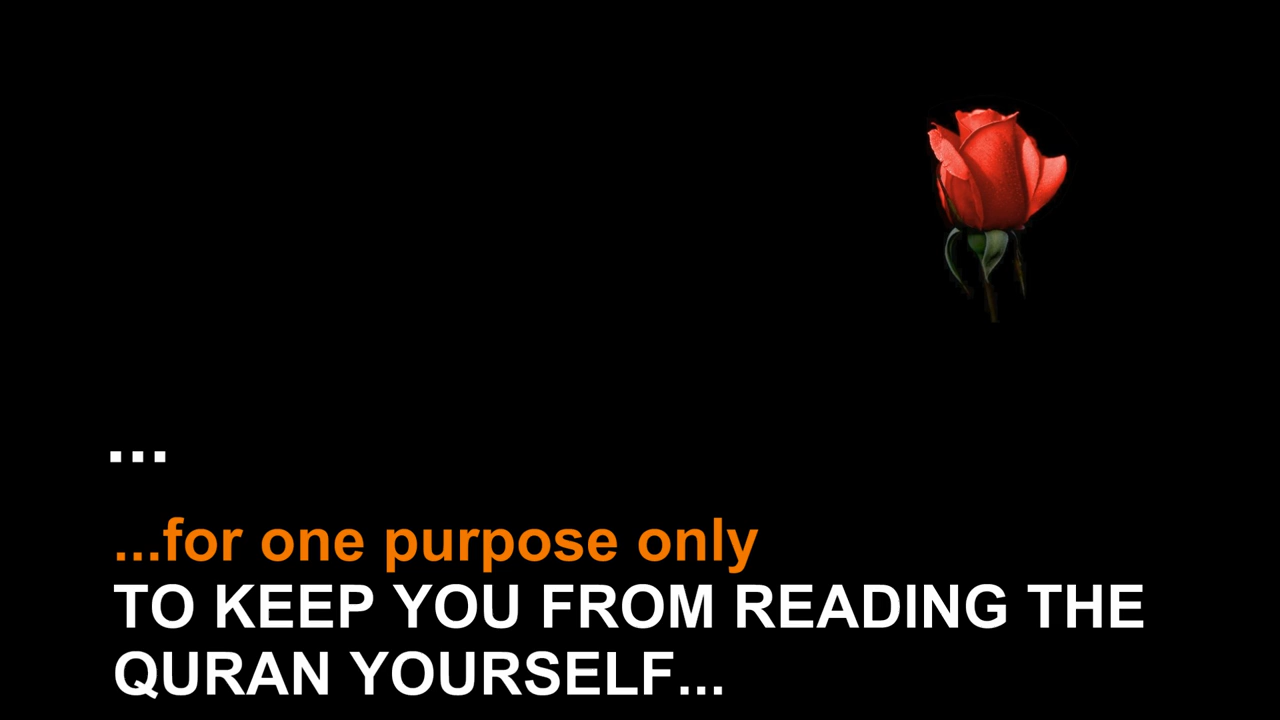 ...
...for one purpose only
TO KEEP YOU FROM READING THE
QURAN YOURSELF...